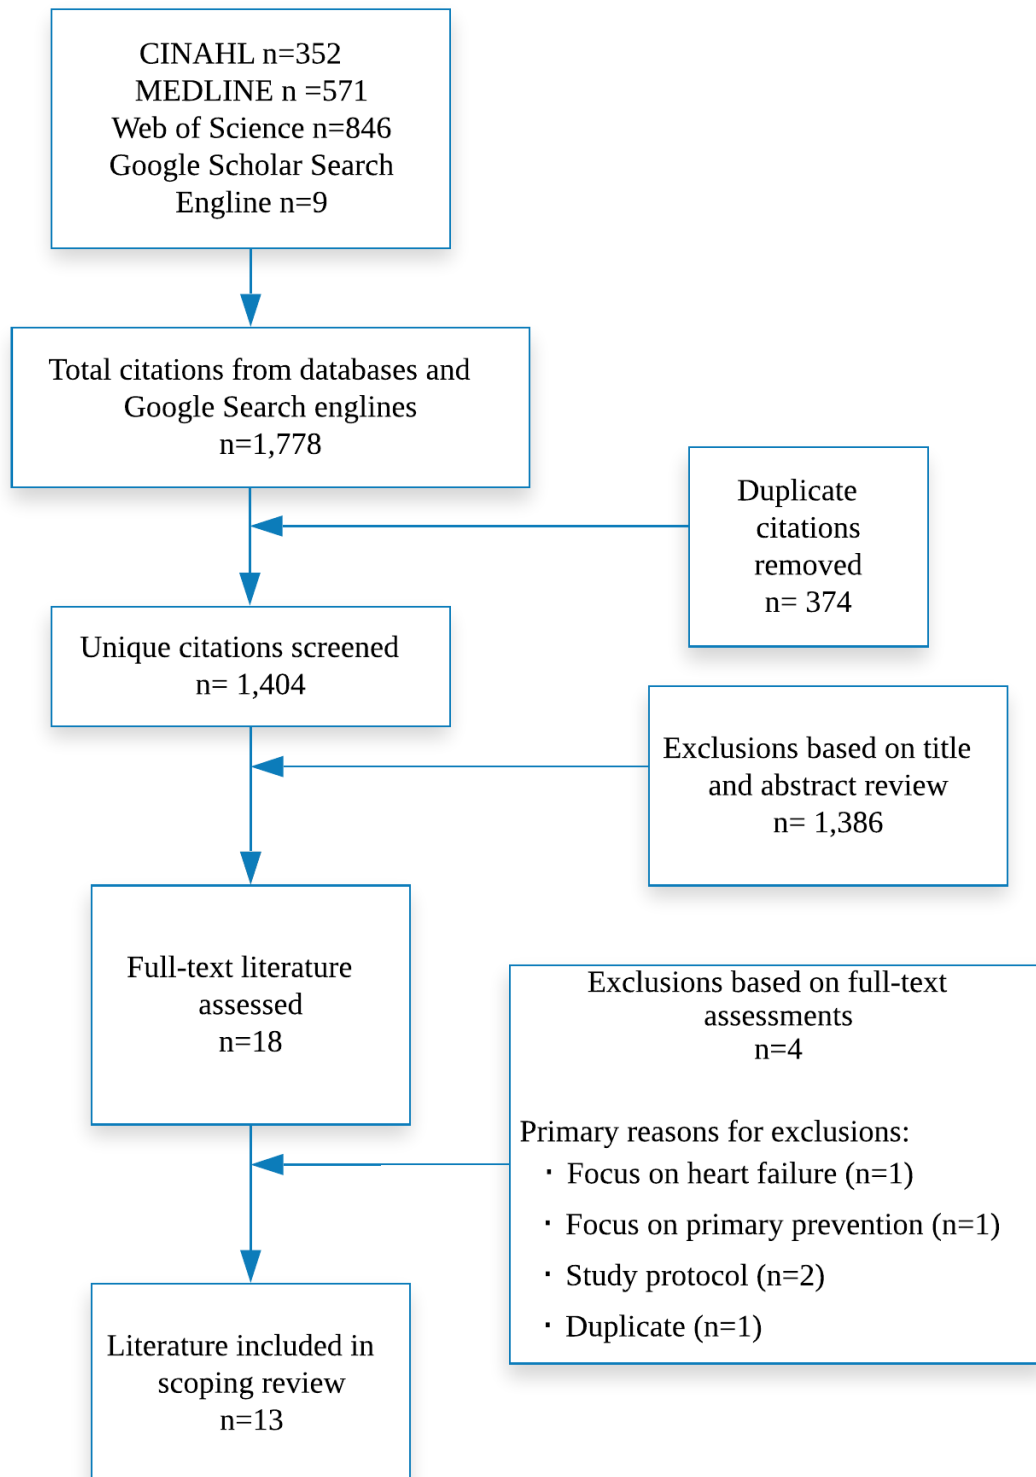 CINAHL n=352
MEDLINE n =571
Web of Science n=846
Google Scholar Search
Engline n=9
Total citations from databases and
Google Search englines
n=1,778
Duplicate
citations
removed
n= 374
Unique citations screened
n= 1,404
Exclusions based on title
and abstract review
n= 1,386
Full-text literature
assessed
n=18
Exclusions based on full-text
assessments
n=4
Primary reasons for exclusions:
· Focus on heart failure (n=1)
· Focus on primary prevention (n=1)
· Study protocol (n=2)
· Duplicate (n=1)
Literature included in
scoping review
n=13